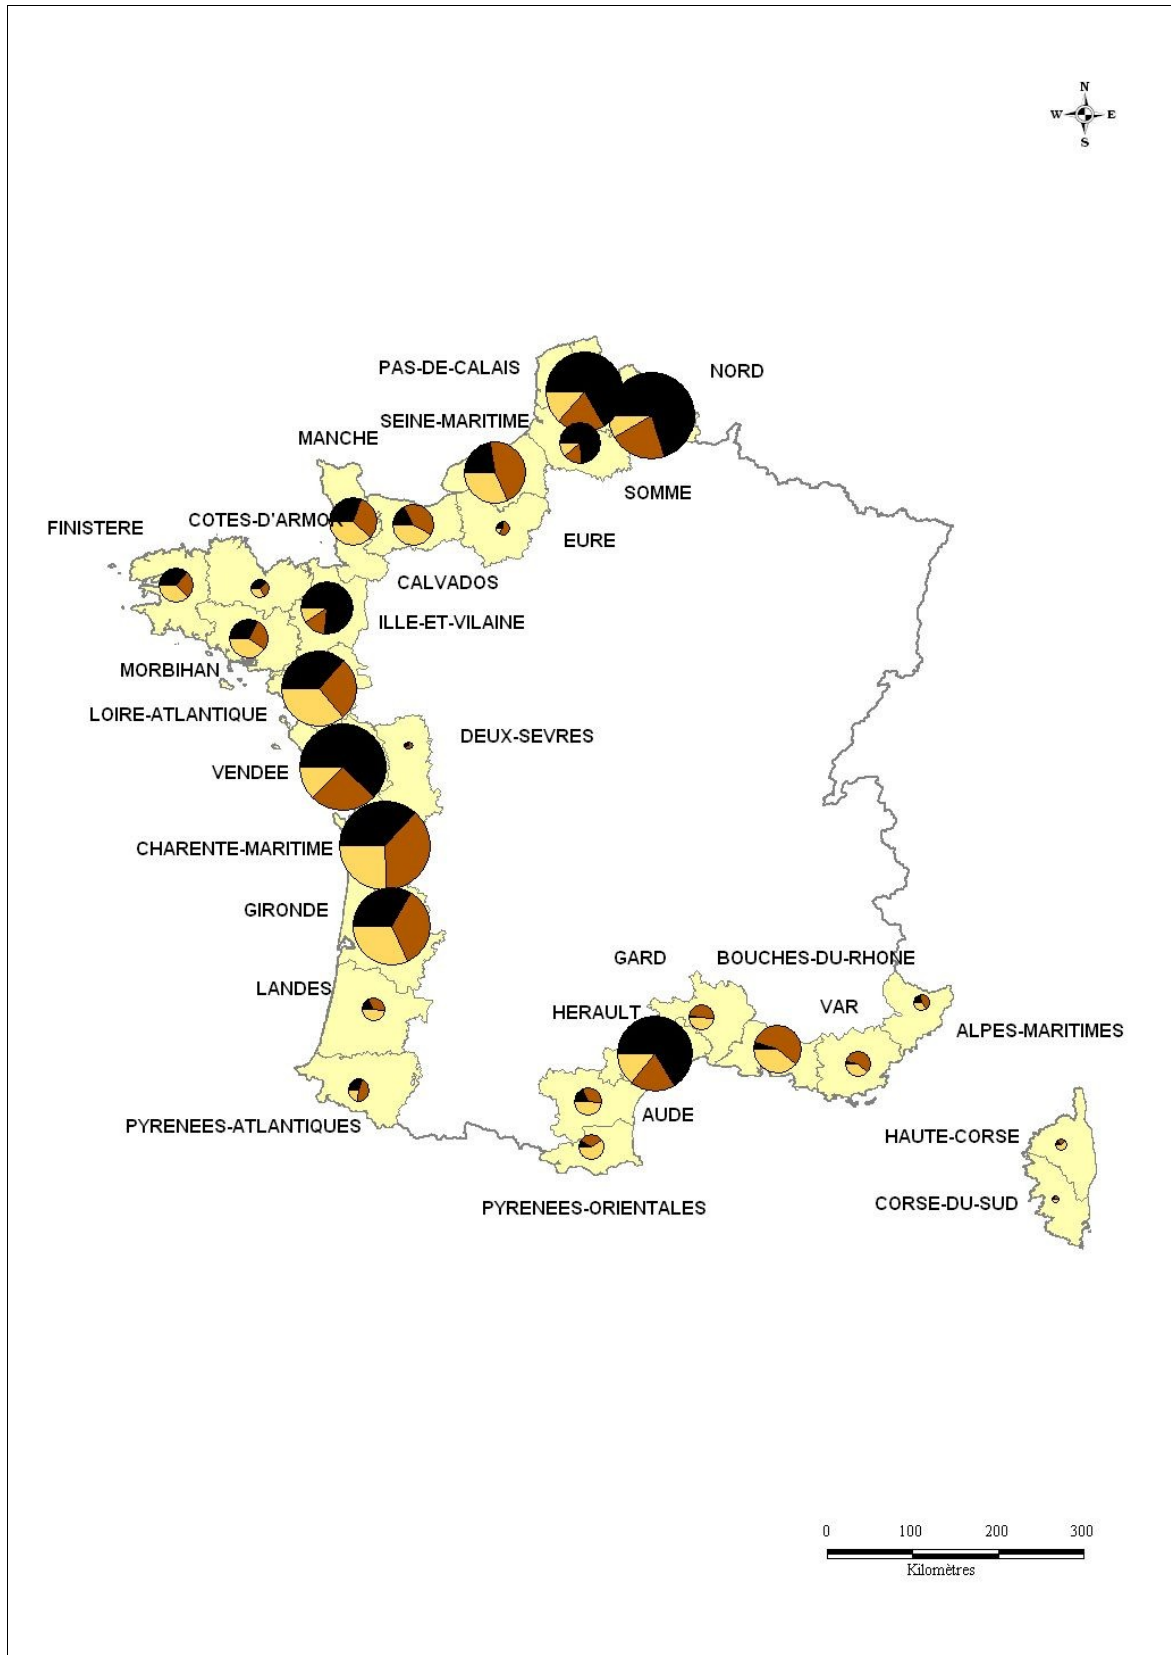 N
W E
S
PAS-DE-CALAIS
NORD
SEINE-MARITIME
MANCHE
SOMME
COTES-D'ARMOR
FINISTERE
EURE
CALVADOS
ILLE-ET-VILAINE
MORBIHAN
LOIRE-ATLANTIQUE
DEUX-SEVRES
VENDEE
CHARENTE-MARITIME
GIRONDE
GARD
BOUCHES-DU-RHONE
LANDES
HERAULT
VAR
ALPES-MARITIMES
AUDE
PYRENEES-ATLANTIQUES
HAUTE-CORSE
CORSE-DU-SUD
PYRENEES-ORIENTALES
0 100 200 300
Kilomètres